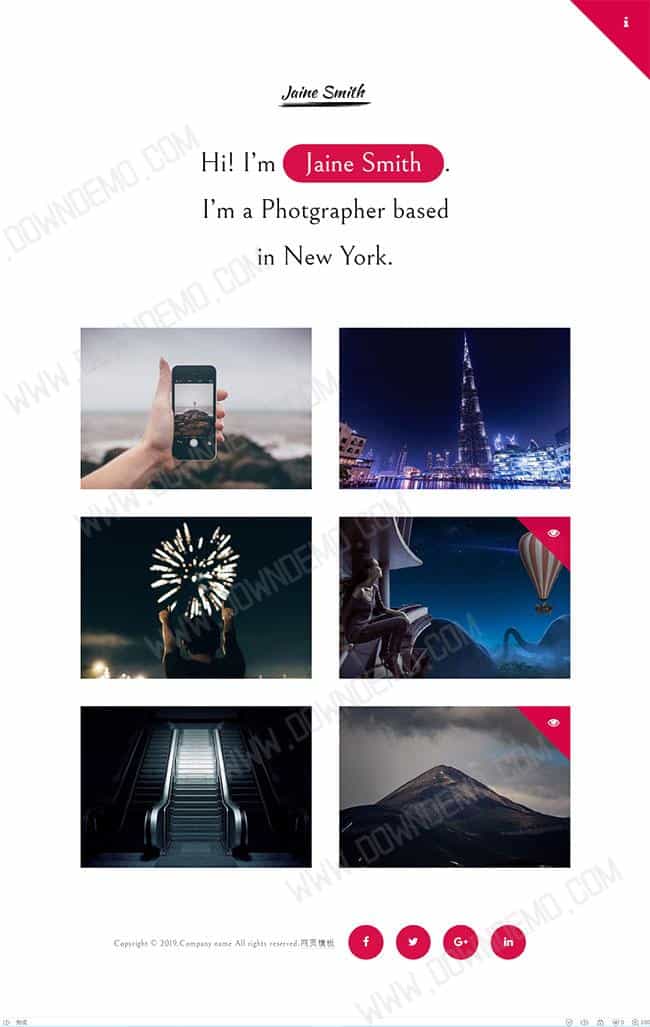 Jaine Smith
Hi! I'm Jaine Smith .
I'm a Photgrapher based
in New York.
Copyright © 2019.Company name All rights reserved.网页模板
WWW.DOWNDEMO.COM